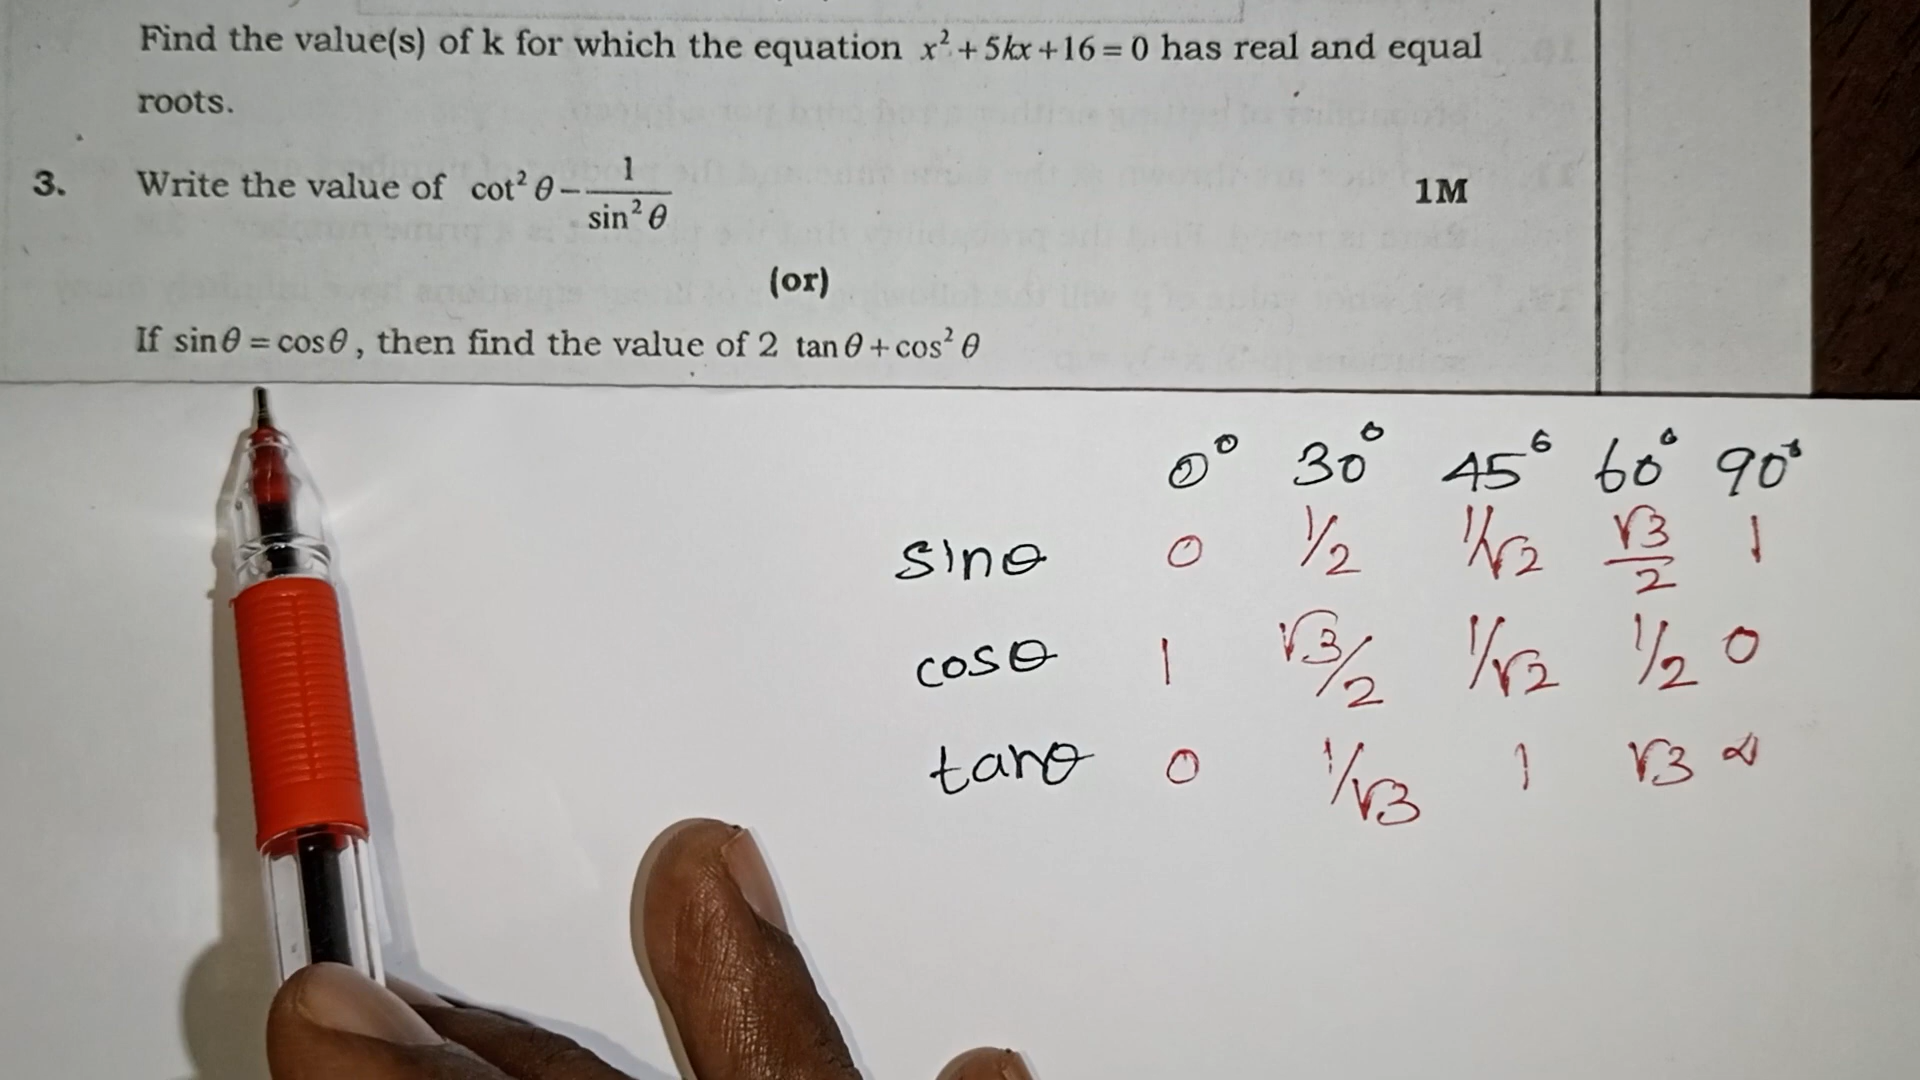 Find the value(s) of k for which the equation x² + 5kx + 16 = 0 has real and equal
roots.
3. Write the value of cot² θ − 1/sin² θ 1M
(or)
If sinθ = cosθ, then find the value of 2 tan θ + cos² θ
0° 30° 45° 60° 90°
sinθ 0 1/2 1/√2 √3/2 1
cosθ 1 √3/2 1/√2 1/2 0
tanθ 0 1/√3 1 √3 ∝